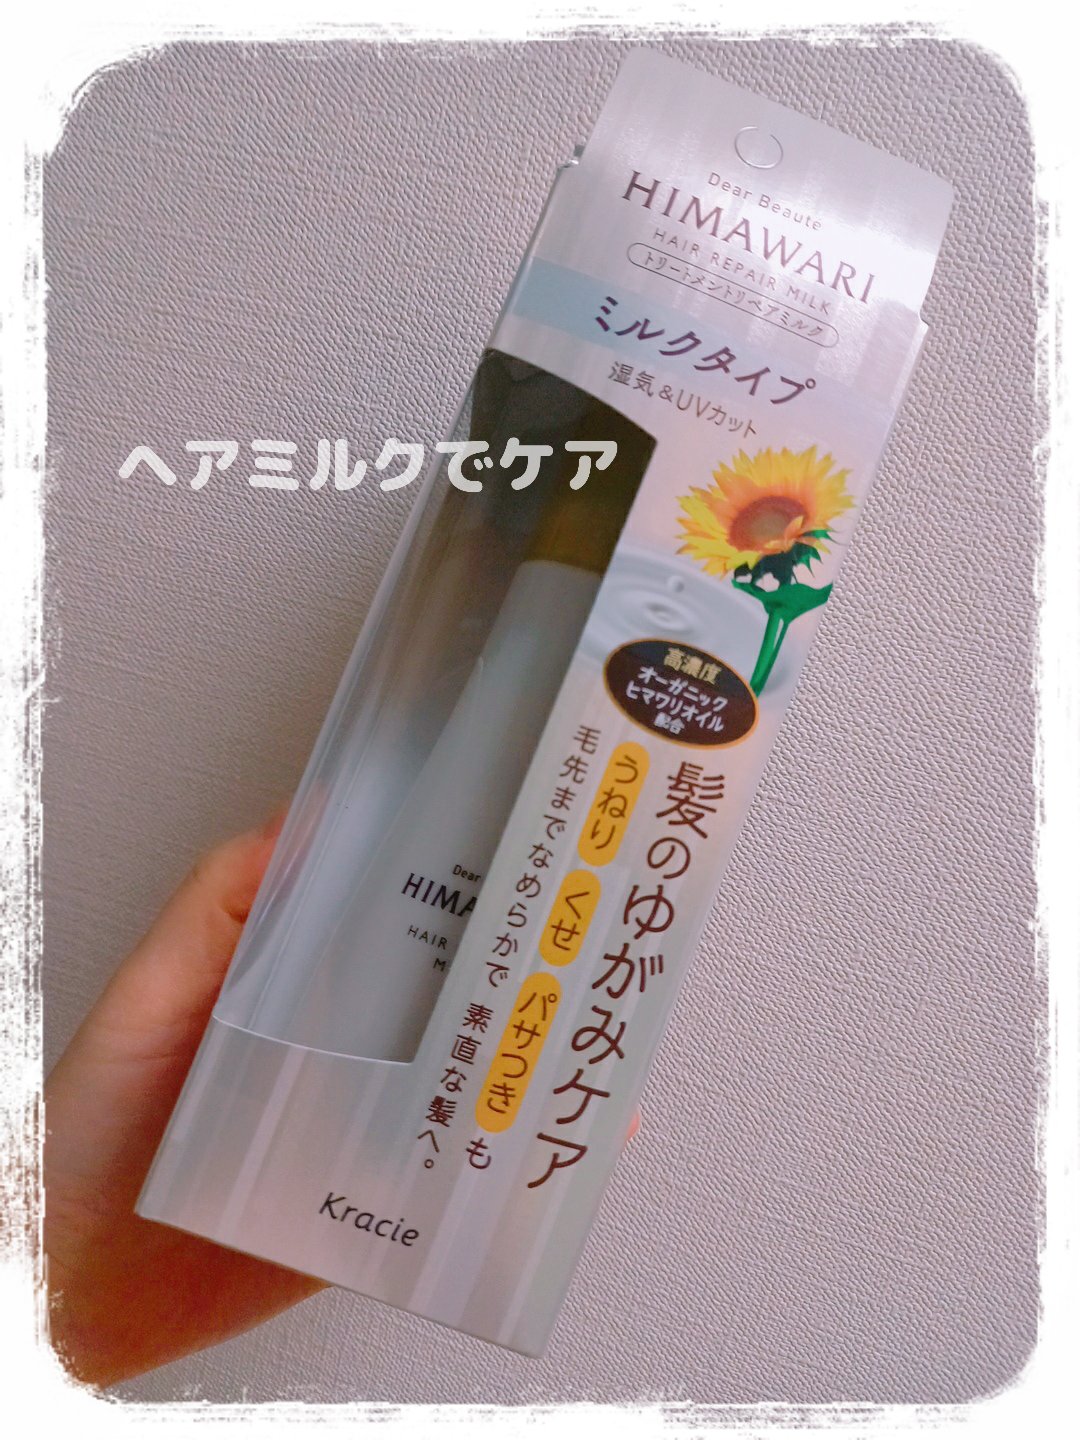 Dear Beaute
HIMAWARI
HAIR REPAIR MILK
トリートメントリペアミルク
ミルクタイプ
湿気&UVカット
ヘアミルクでケア
高濃度
オーガニック
ヒマワリオイル
配合
髪のゆがみケア
うねり くせ パサつきも
毛先までなめらかで 素直な髪へ。
Dear
HIMA
HAIR
M
Kracie